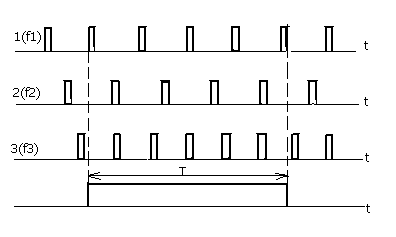 1(f1) t
2(f2) t
3(f3) t
T
t